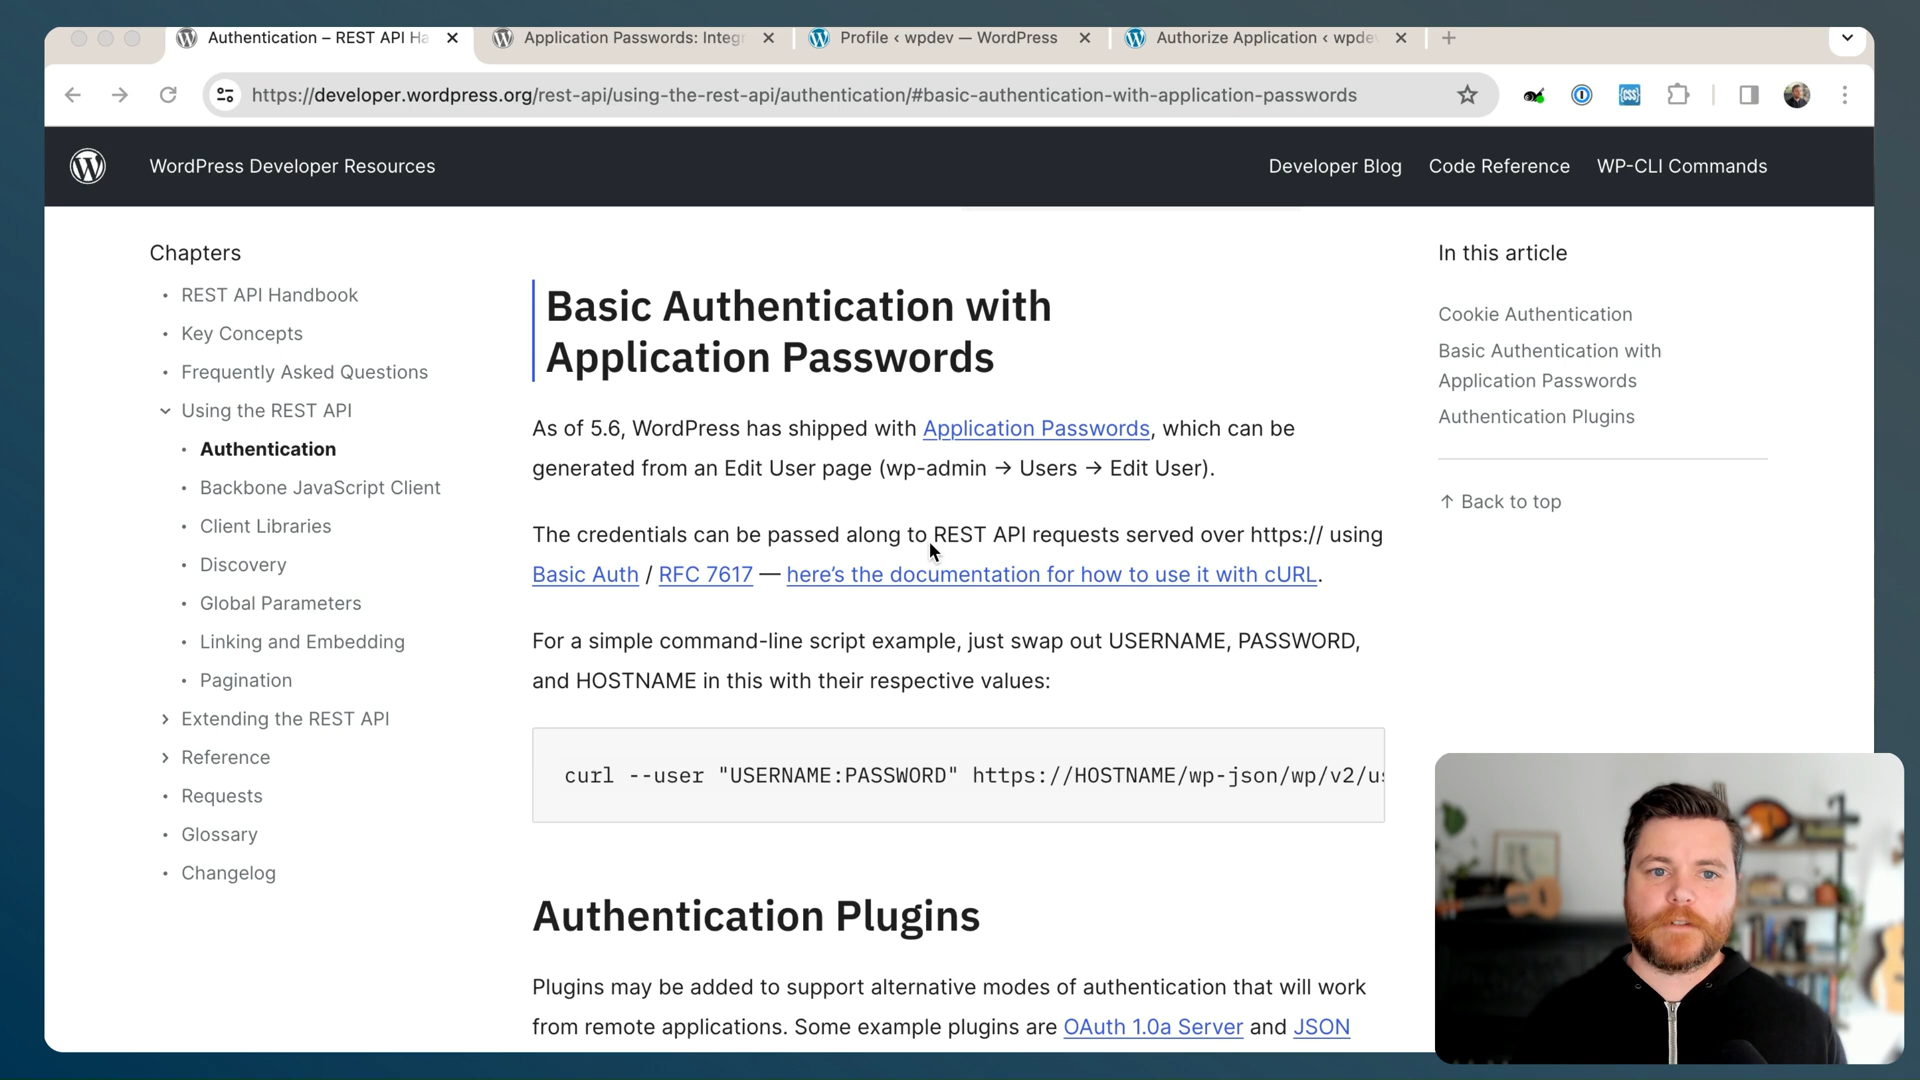 Authentication – REST API Ha
Application Passwords: Integr
Profile ‹ wpdev — WordPress
Authorize Application ‹ wpde
https://developer.wordpress.org/rest-api/using-the-rest-api/authentication/#basic-authentication-with-application-passwords
WordPress Developer Resources
Developer Blog
Code Reference
WP-CLI Commands
Chapters
• REST API Handbook
• Key Concepts
• Frequently Asked Questions
Using the REST API
• Authentication
• Backbone JavaScript Client
• Client Libraries
• Discovery
• Global Parameters
• Linking and Embedding
• Pagination
Extending the REST API
Reference
• Requests
• Glossary
• Changelog
Basic Authentication with
Application Passwords
As of 5.6, WordPress has shipped with Application Passwords, which can be
generated from an Edit User page (wp-admin → Users → Edit User).
The credentials can be passed along to REST API requests served over https:// using
Basic Auth / RFC 7617 — here’s the documentation for how to use it with cURL.
For a simple command-line script example, just swap out USERNAME, PASSWORD,
and HOSTNAME in this with their respective values:
curl --user "USERNAME:PASSWORD" https://HOSTNAME/wp-json/wp/v2/us
Authentication Plugins
Plugins may be added to support alternative modes of authentication that will work
from remote applications. Some example plugins are OAuth 1.0a Server and JSON
In this article
Cookie Authentication
Basic Authentication with
Application Passwords
Authentication Plugins
↑ Back to top